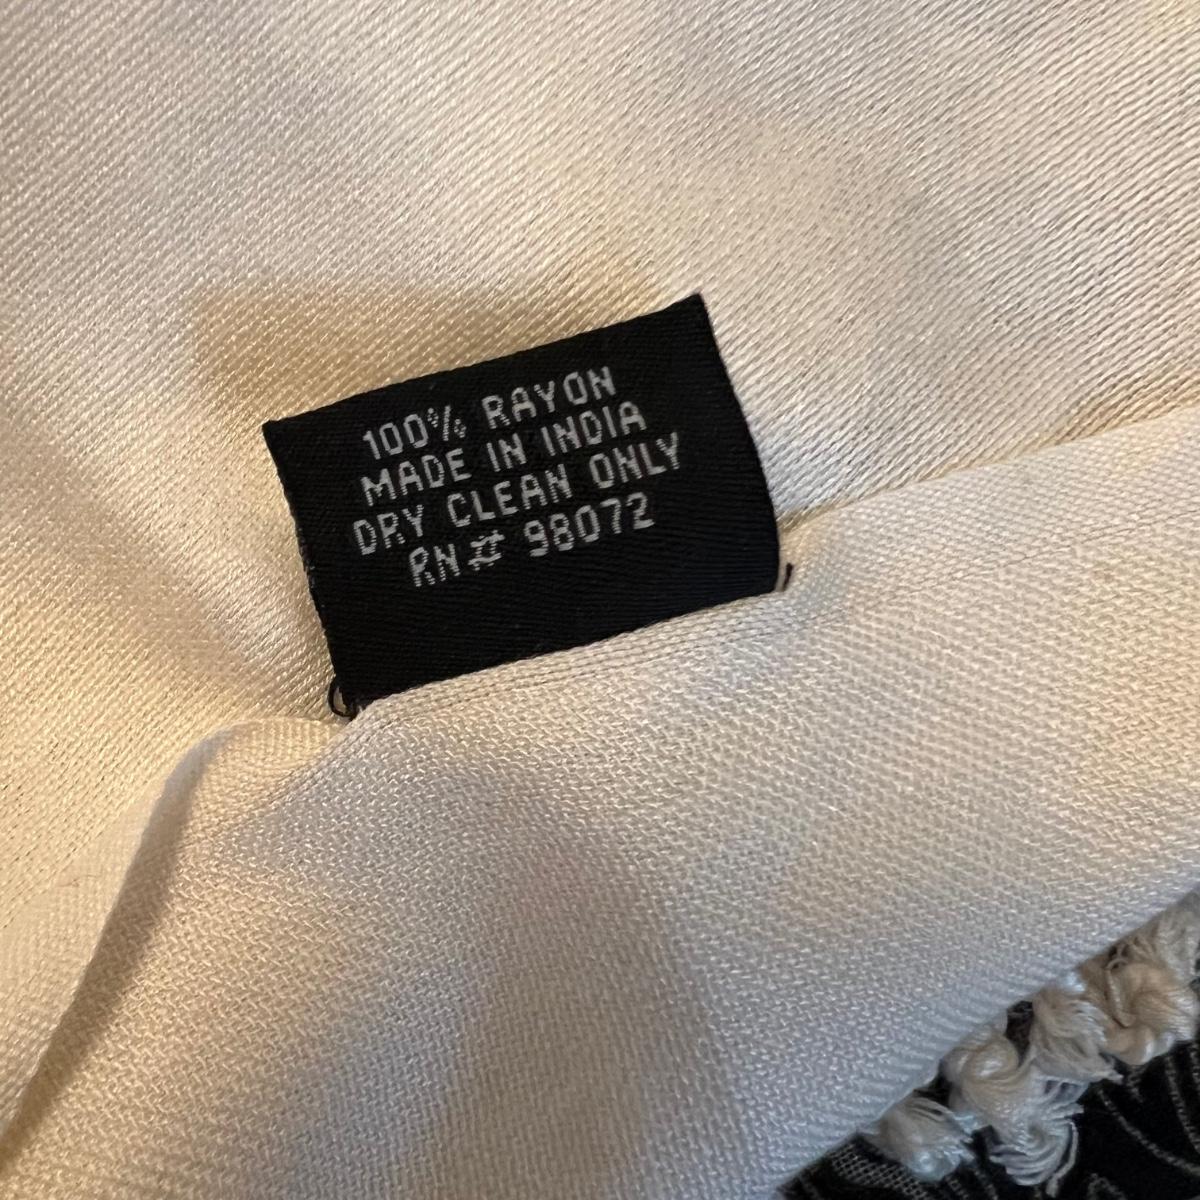 100% RAYON
MADE IN INDIA
DRY CLEAN ONLY
RN# 98072